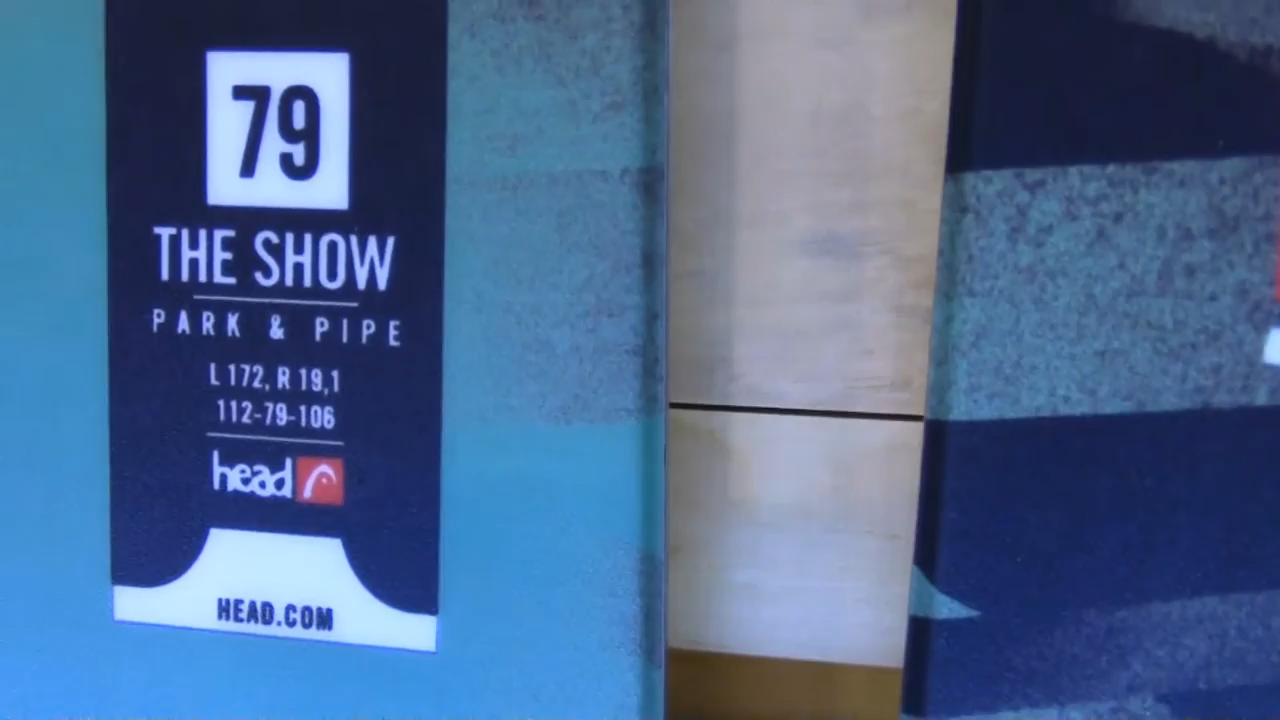 79
THE SHOW
PARK & PIPE
L 172, R 19,1
112-79-106
head
HEAD.COM